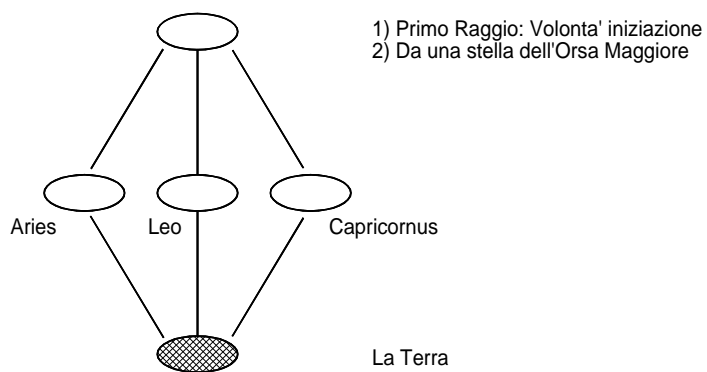 1) Primo Raggio: Volonta' iniziazione
2) Da una stella dell'Orsa Maggiore
Aries Leo Capricornus
La Terra